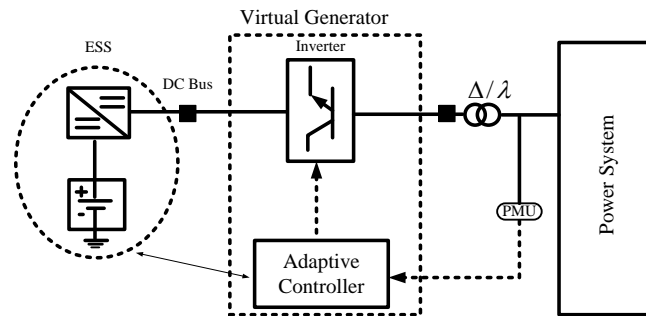 Virtual Generator
ESS
Inverter
DC Bus
Δ/λ
+
-
PMU
Power System
Adaptive
Controller